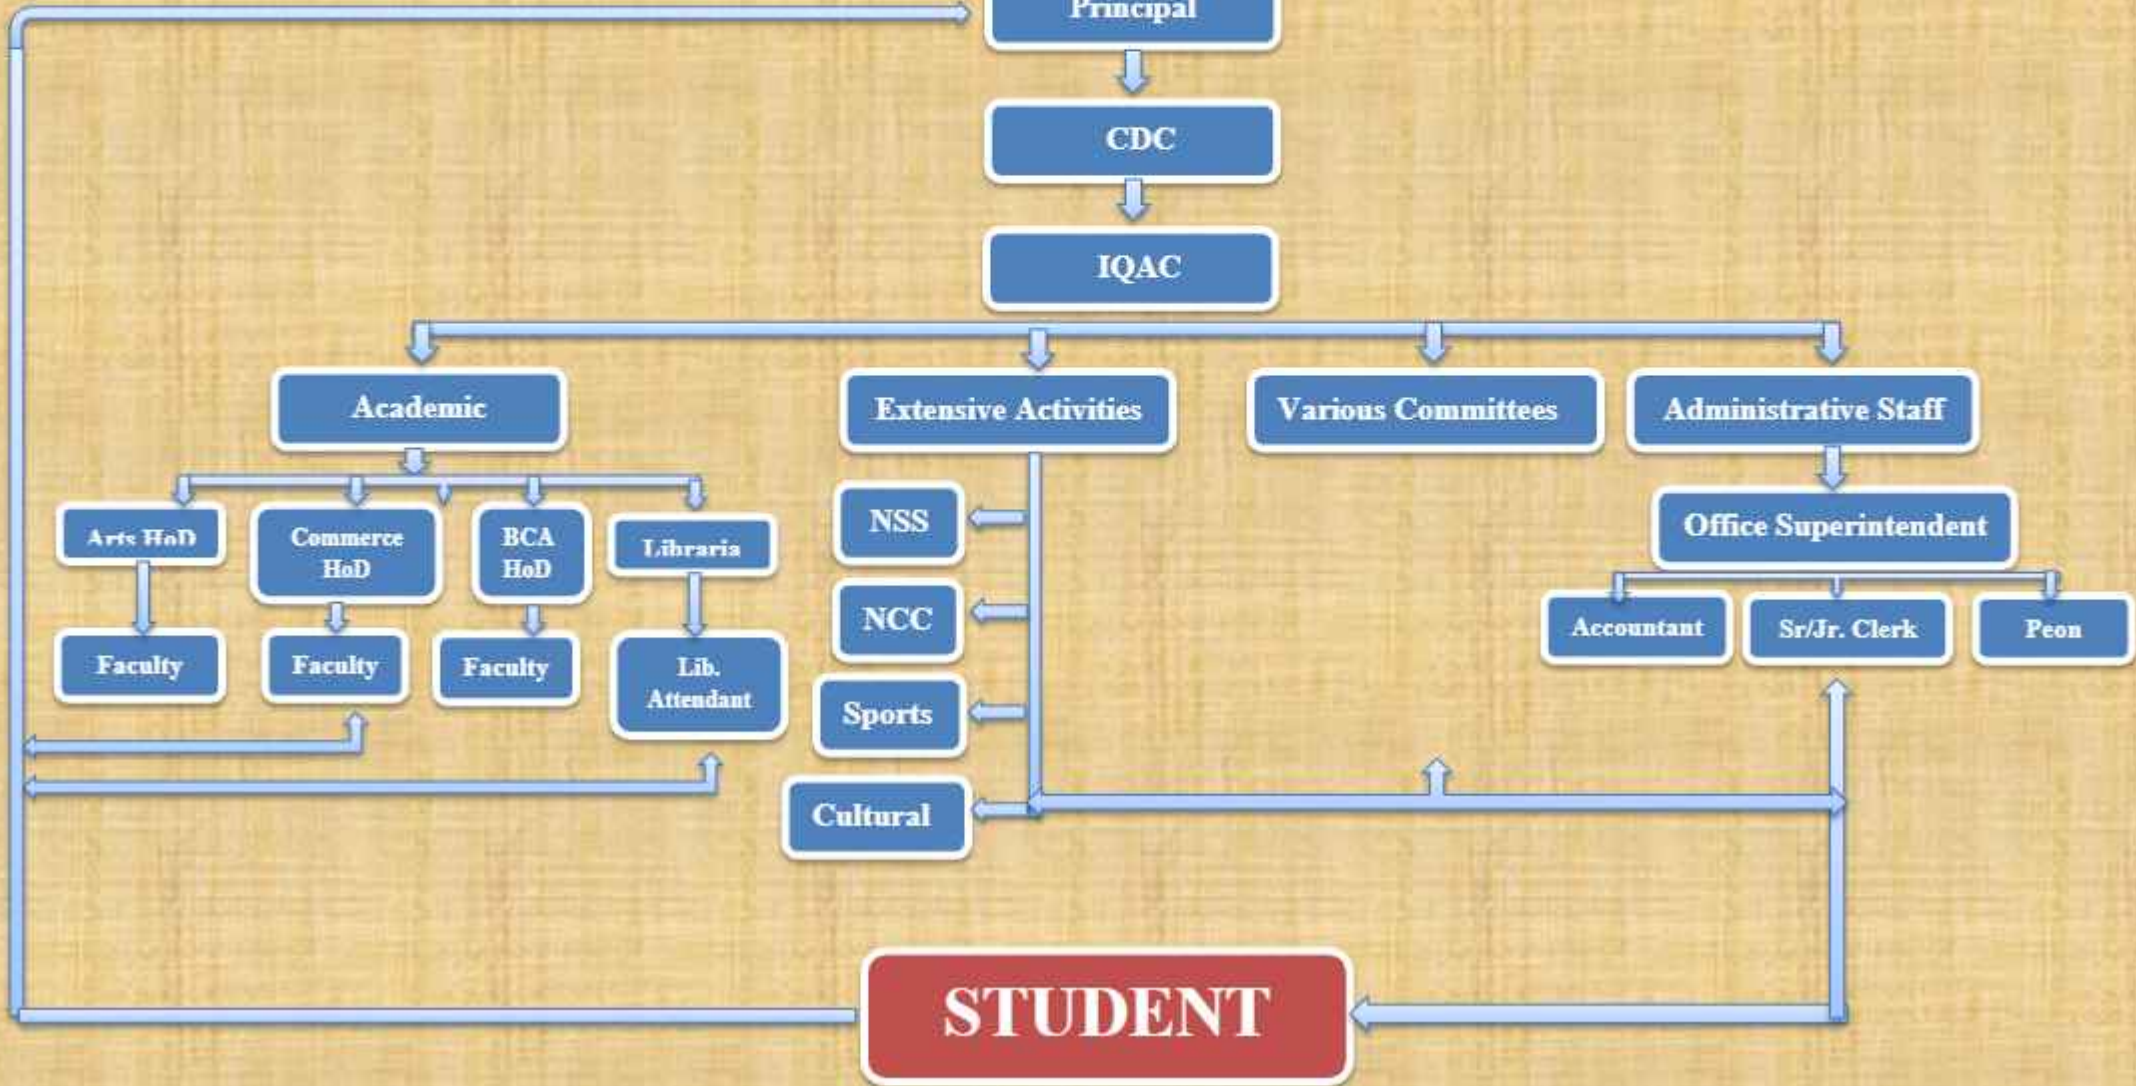 Principal
CDC
IQAC
Academic
Extensive Activities
Various Committees
Administrative Staff
Arts HoD
Commerce
HoD
BCA
HoD
Libraria
NSS
Office Superintendent
Faculty
Faculty
Faculty
Lib.
Attendant
NCC
Accountant
Sr/Jr. Clerk
Peon
Sports
Cultural
STUDENT